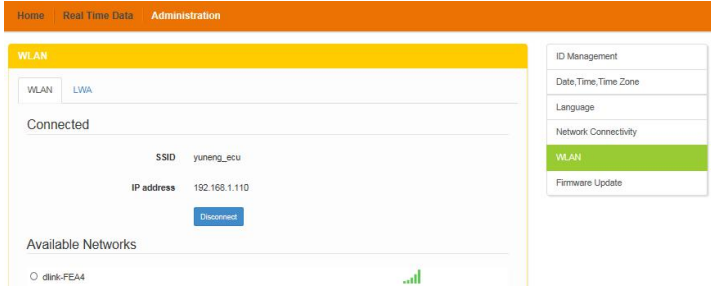 Home Real Time Data Administration
WLAN
WLAN LWA
Connected
SSID yuneng_ecu
IP address 192.168.1.110
Disconnect
Available Networks
dlink-FEA4
ID Management
Date,Time,Time Zone
Language
Network Connectivity
WLAN
Firmware Update